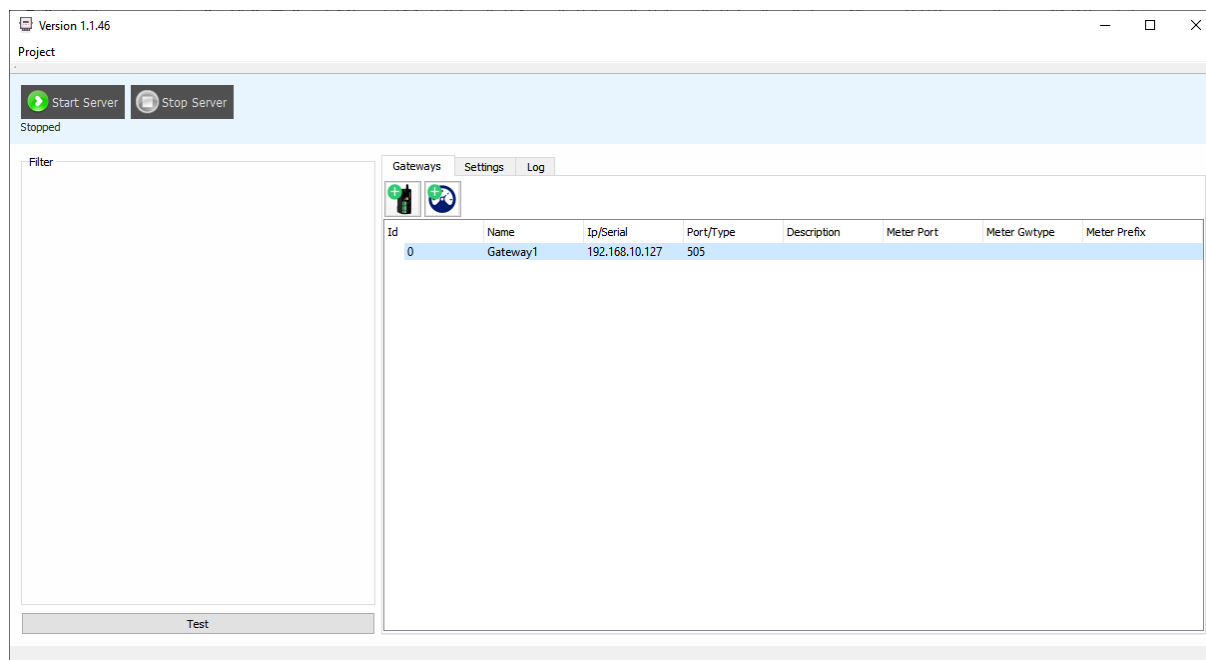 Version 1.1.46
Project
Start Server Stop Server
Stopped
Filter
Gateways Settings Log
Id Name Ip/Serial Port/Type Description Meter Port Meter Gwtype Meter Prefix
0 Gateway1 192.168.10.127 505
Test